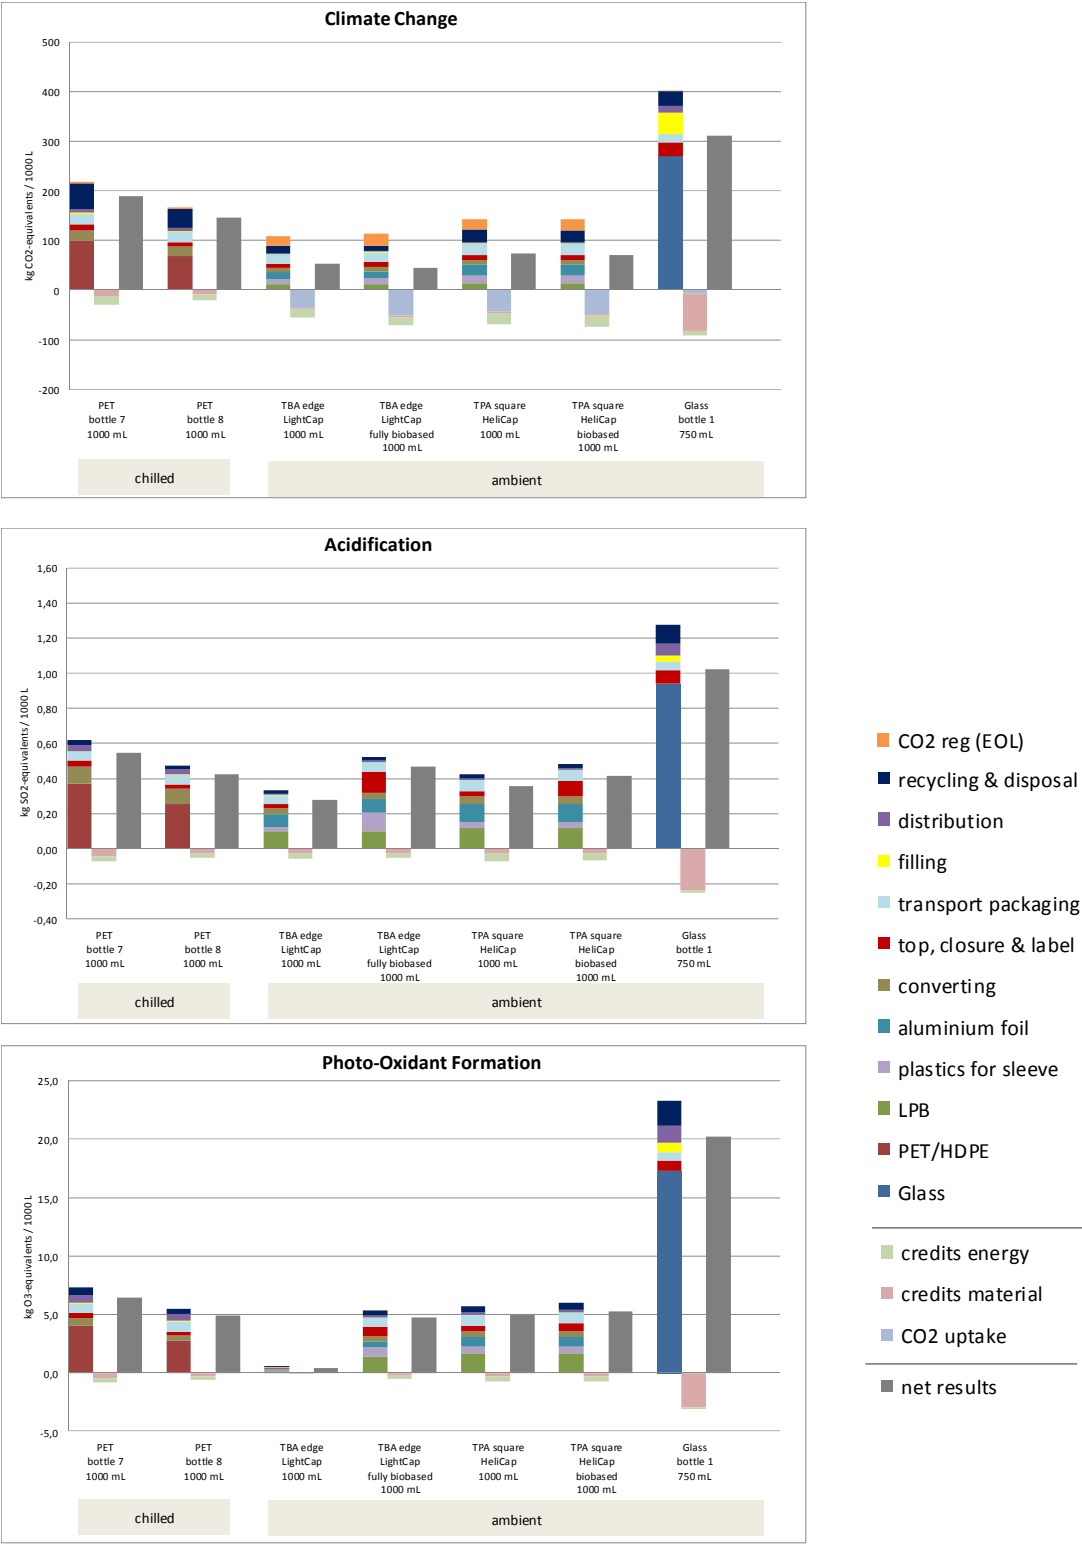 Climate Change
kg CO2-equivalents / 1000 L
500
400
300
200
100
0
-100
-200
PET bottle 7 1000 mL
PET bottle 8 1000 mL
TBA edge LightCap 1000 mL
TBA edge LightCap fully biobased 1000 mL
TPA square HeliCap 1000 mL
TPA square HeliCap biobased 1000 mL
Glass bottle 1 750 mL
chilled
ambient
Acidification
kg SO2-equivalents / 1000 L
1,60
1,40
1,20
1,00
0,80
0,60
0,40
0,20
0,00
-0,20
-0,40
PET bottle 7 1000 mL
PET bottle 8 1000 mL
TBA edge LightCap 1000 mL
TBA edge LightCap fully biobased 1000 mL
TPA square HeliCap 1000 mL
TPA square HeliCap biobased 1000 mL
Glass bottle 1 750 mL
chilled
ambient
Photo-Oxidant Formation
kg O3-equivalents / 1000 L
25,0
20,0
15,0
10,0
5,0
0,0
-5,0
PET bottle 7 1000 mL
PET bottle 8 1000 mL
TBA edge LightCap 1000 mL
TBA edge LightCap fully biobased 1000 mL
TPA square HeliCap 1000 mL
TPA square HeliCap biobased 1000 mL
Glass bottle 1 750 mL
chilled
ambient
CO2 reg (EOL)
recycling & disposal
distribution
filling
transport packaging
top, closure & label
converting
aluminium foil
plastics for sleeve
LPB
PET/HDPE
Glass
credits energy
credits material
CO2 uptake
net results